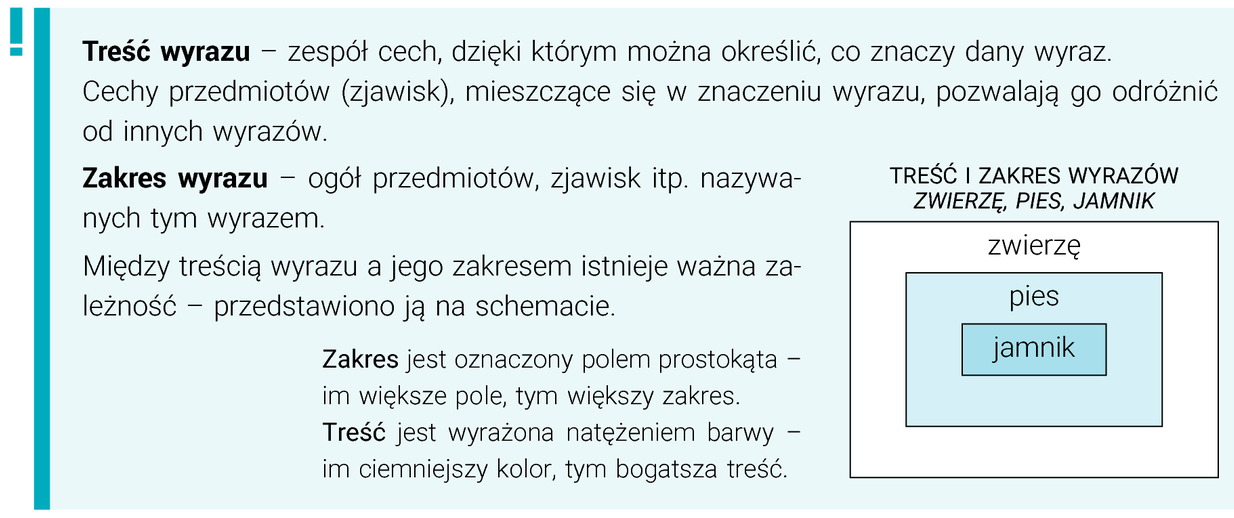 !
Treść wyrazu – zespół cech, dzięki którym można określić, co znaczy dany wyraz.
Cechy przedmiotów (zjawisk), mieszczące się w znaczeniu wyrazu, pozwalają go odróżnić
od innych wyrazów.
Zakres wyrazu – ogół przedmiotów, zjawisk itp. nazywa-
nych tym wyrazem.
Między treścią wyrazu a jego zakresem istnieje ważna za-
leżność – przedstawiono ją na schemacie.
Zakres jest oznaczony polem prostokąta –
im większe pole, tym większy zakres.
Treść jest wyrażona natężeniem barwy –
im ciemniejszy kolor, tym bogatsza treść.
TREŚĆ I ZAKRES WYRAZÓW
ZWIERZĘ, PIES, JAMNIK
zwierzę
pies
jamnik